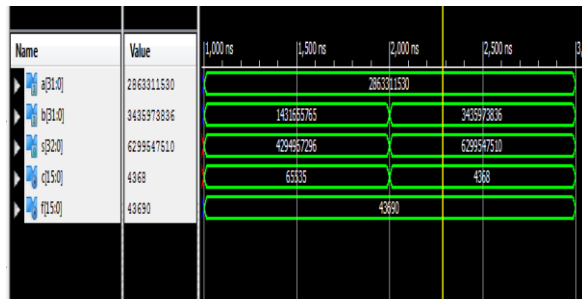 Name Value 1,000 ns 1,500 ns 2,000 ns 2,500 ns 3,
a[31:0] 2863311530 2863311530
b[31:0] 3435973836 1431655765 3435973836
s[32:0] 6299547510 4294967296 6299547510
c[15:0] 4368 65535 4368
f[15:0] 43690 43690